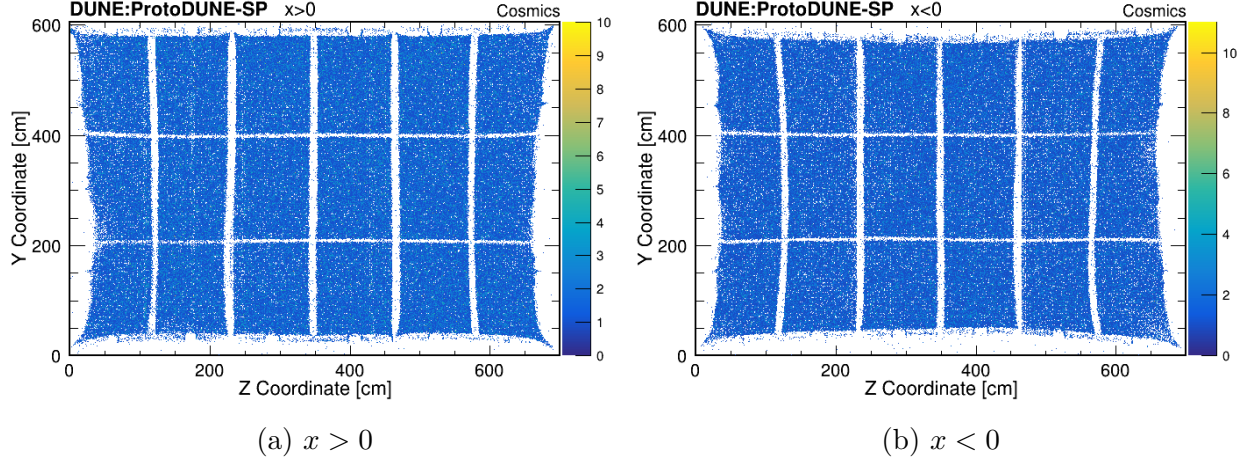 DUNE:ProtoDUNE-SP x>0 Cosmics
Y Coordinate [cm]
600
400
200
0
0 200 400 600
Z Coordinate [cm]
10
9
8
7
6
5
4
3
2
1
0
(a) x > 0
DUNE:ProtoDUNE-SP x<0 Cosmics
Y Coordinate [cm]
600
400
200
0
0 200 400 600
Z Coordinate [cm]
10
8
6
4
2
0
(b) x < 0